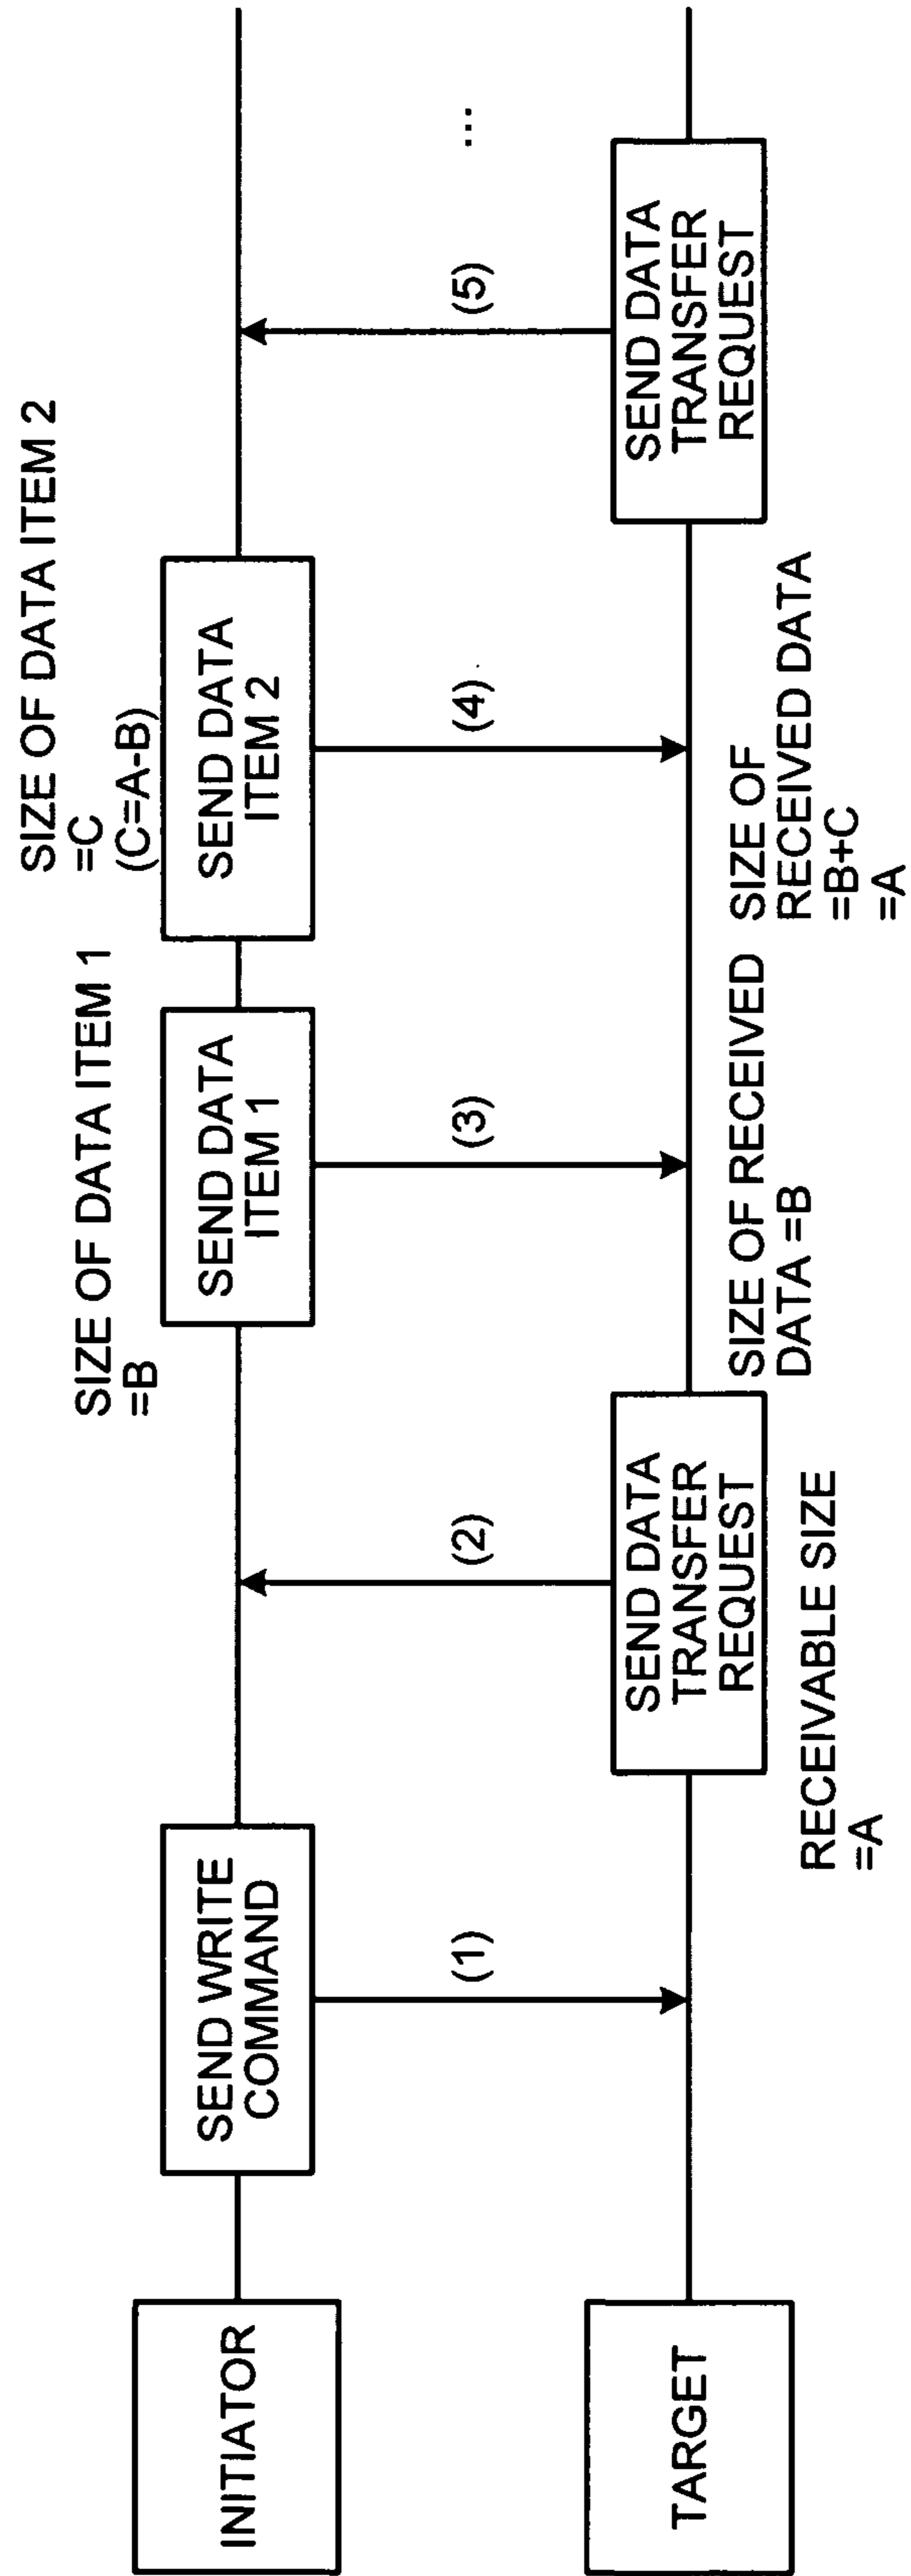 SIZE OF DATA ITEM 2
=C
(C=A-B)
SIZE OF DATA ITEM 1
=B
INITIATOR
SEND WRITE
COMMAND
SEND DATA
ITEM 1
SEND DATA
ITEM 2
(1)
(2)
(3)
(4)
(5)
...
TARGET
SEND DATA
TRANSFER
REQUEST
SEND DATA
TRANSFER
REQUEST
RECEIVABLE SIZE
=A
SIZE OF RECEIVED
DATA =B
SIZE OF
RECEIVED DATA
=B+C
=A